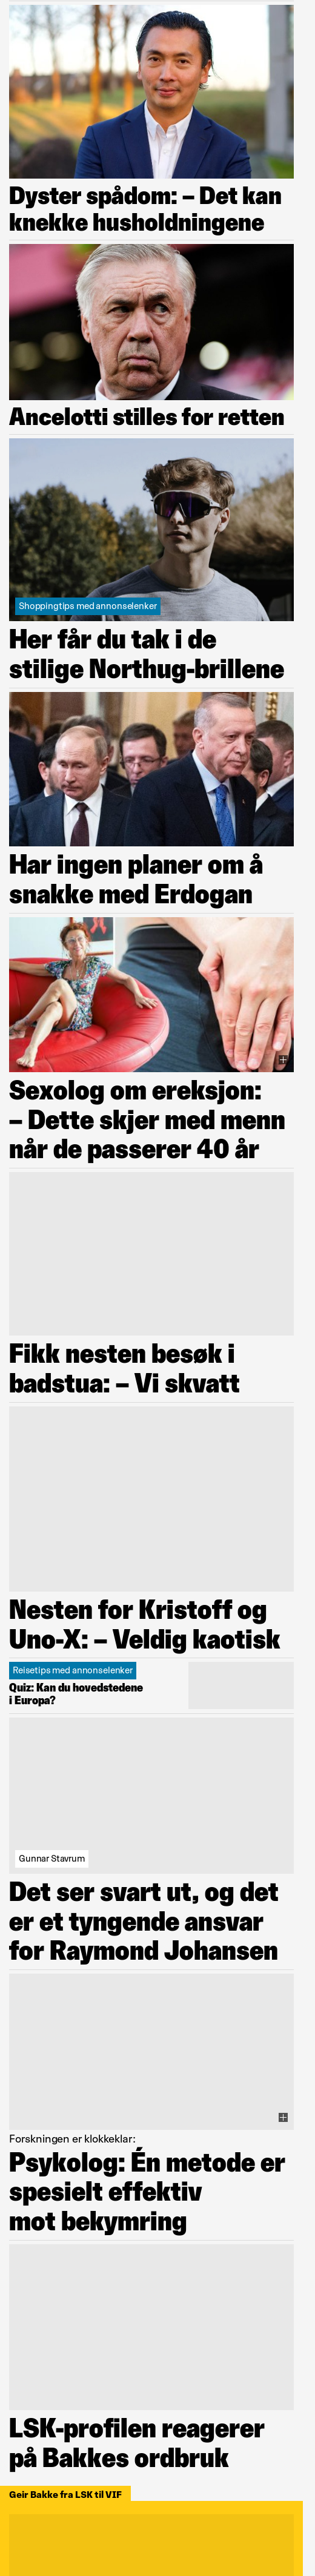 Dyster spådom: – Det kan
knekke husholdningene
Ancelotti stilles for retten
Shoppingtips med annonselenker
Her får du tak i de
stilige Northug-brillene
Har ingen planer om å
snakke med Erdogan
Sexolog om ereksjon:
– Dette skjer med menn
når de passerer 40 år
Fikk nesten besøk i
badstua: – Vi skvatt
Nesten for Kristoff og
Uno-X: – Veldig kaotisk
Reisetips med annonselenker
Quiz: Kan du hovedstedene
i Europa?
Gunnar Stavrum
Det ser svart ut, og det
er et tyngende ansvar
for Raymond Johansen
Forskningen er klokkeklar:
Psykolog: Én metode er
spesielt effektiv
mot bekymring
LSK-profilen reagerer
på Bakkes ordbruk
Geir Bakke fra LSK til VIF